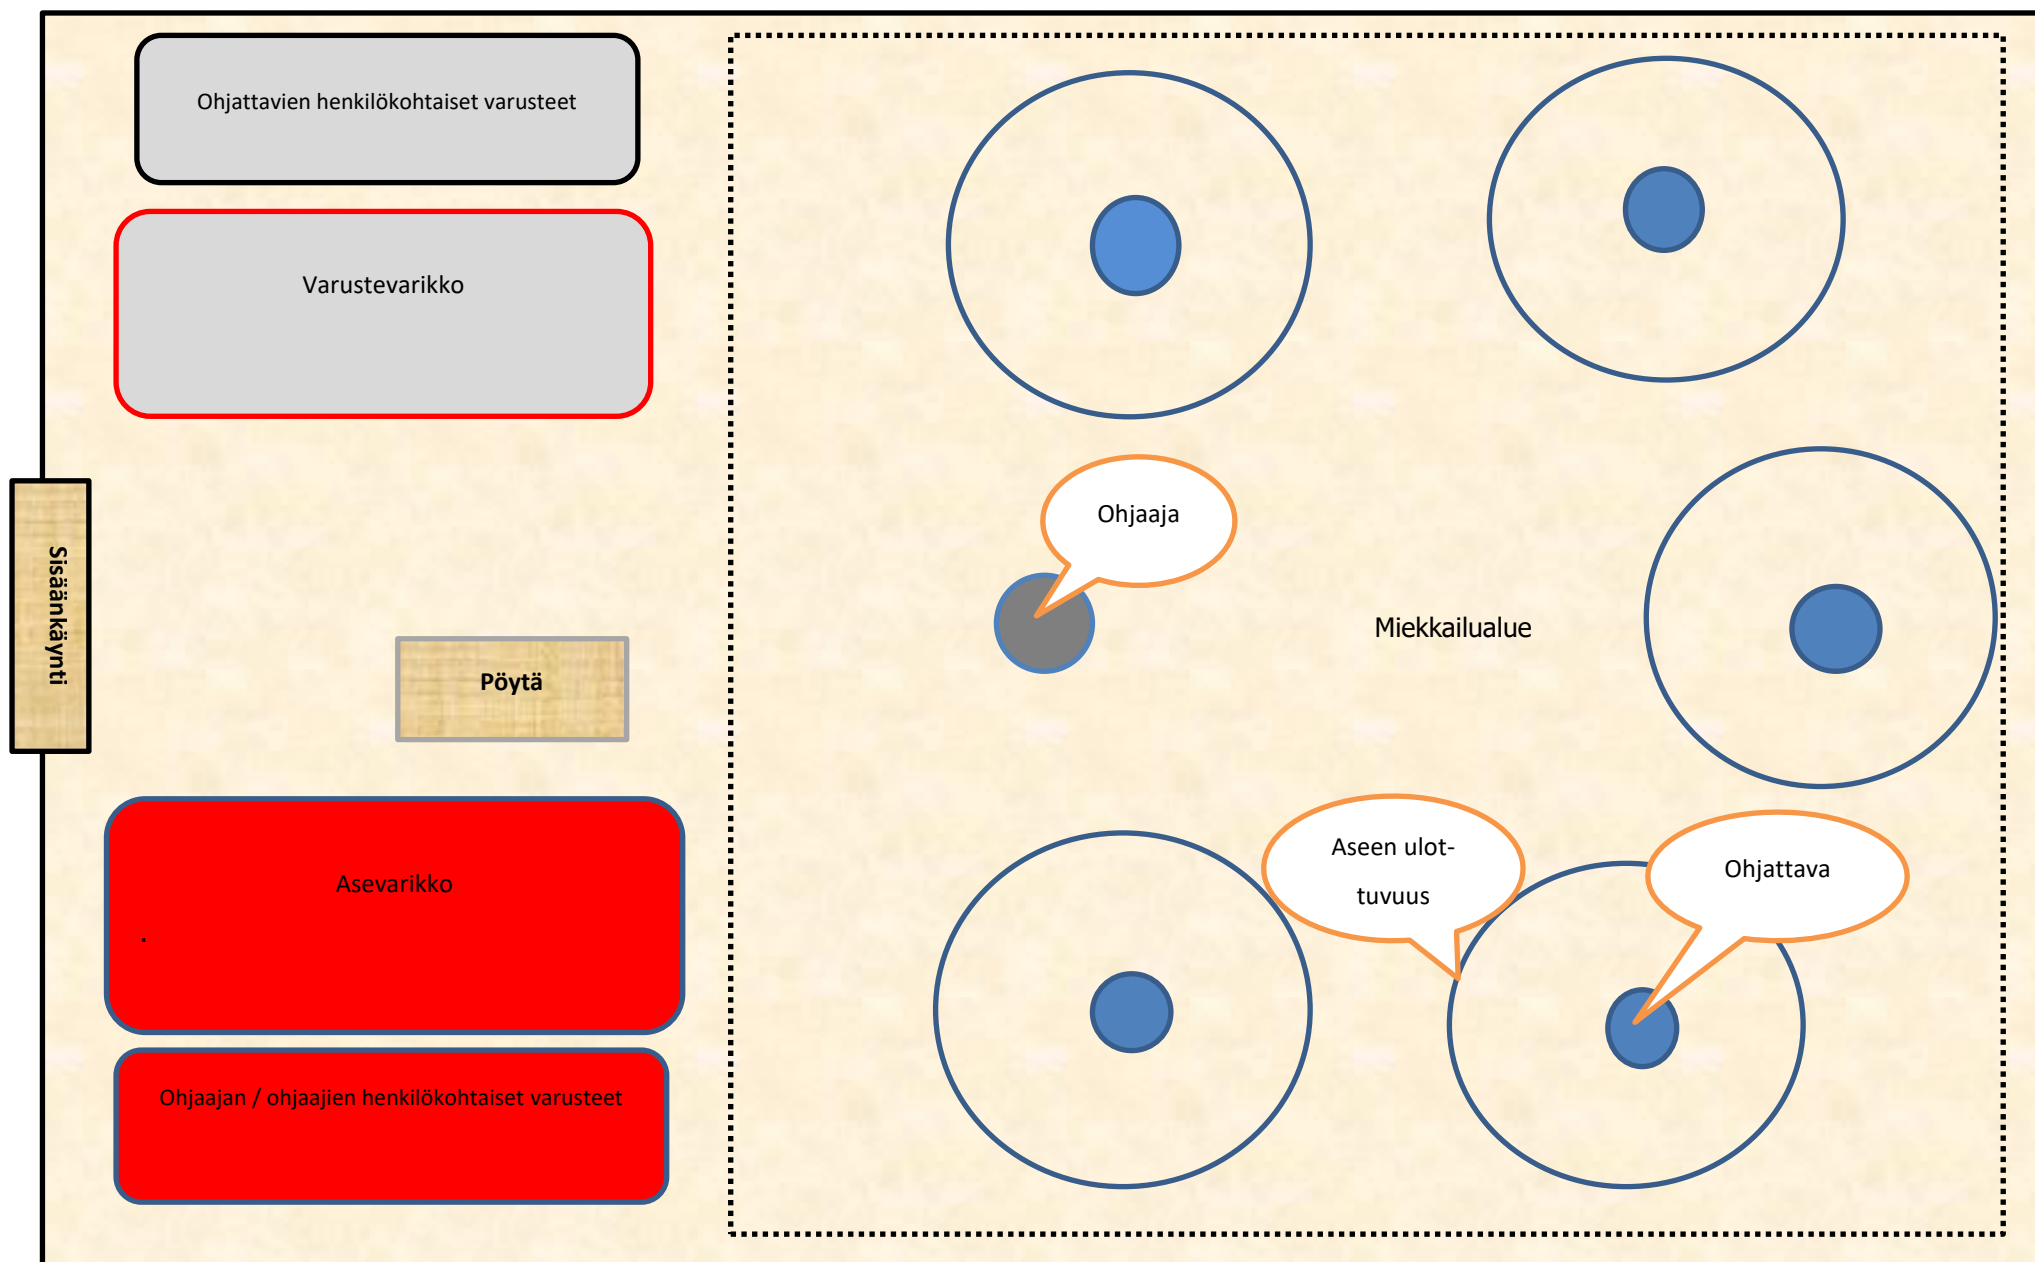 Ohjattavien henkilökohtaiset varusteet
Varustevarikko
Sisäänkäynti
Pöytä
Asevarikko
.
Ohjaajan / ohjaajien henkilökohtaiset varusteet
Ohjaaja
Miekkailualue
Aseen ulot-
tuvuus
Ohjattava